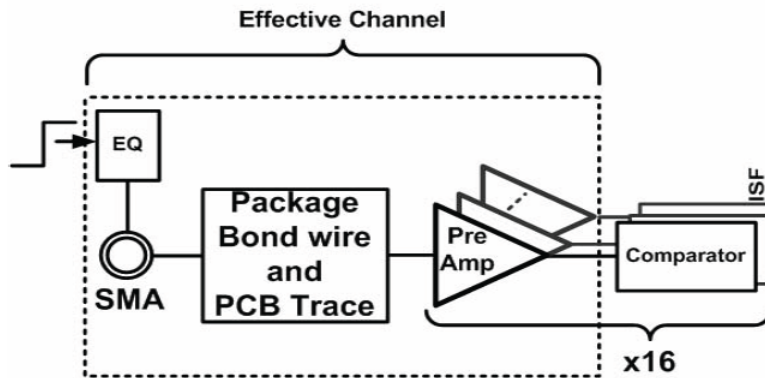 Effective Channel
EQ
SMA
Package
Bond wire
and
PCB Trace
Pre
Amp
Comparator
ISF
x16